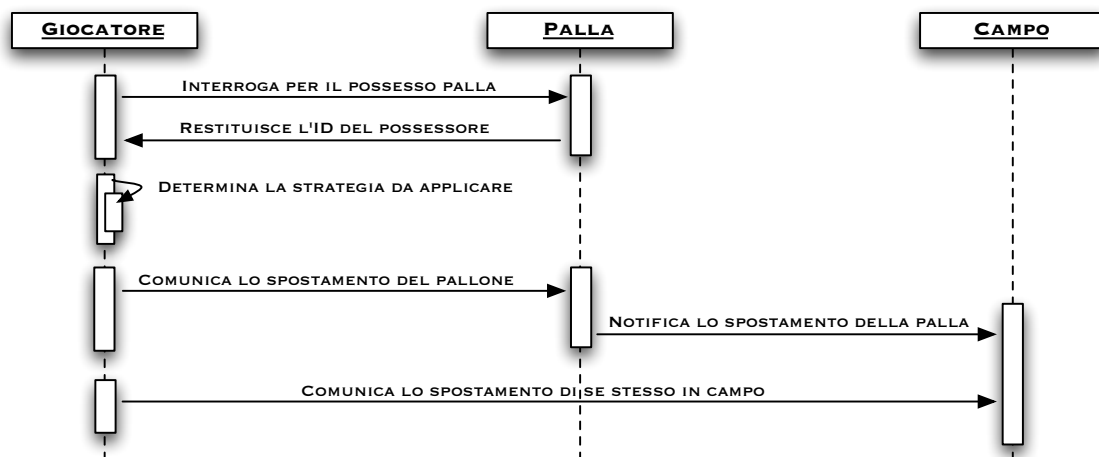 GIOCATORE
PALLA
CAMPO
INTERROGA PER IL POSSESSO PALLA
RESTITUISCE L'ID DEL POSSESSORE
DETERMINA LA STRATEGIA DA APPLICARE
COMUNICA LO SPOSTAMENTO DEL PALLONE
NOTIFICA LO SPOSTAMENTO DELLA PALLA
COMUNICA LO SPOSTAMENTO DI SE STESSO IN CAMPO